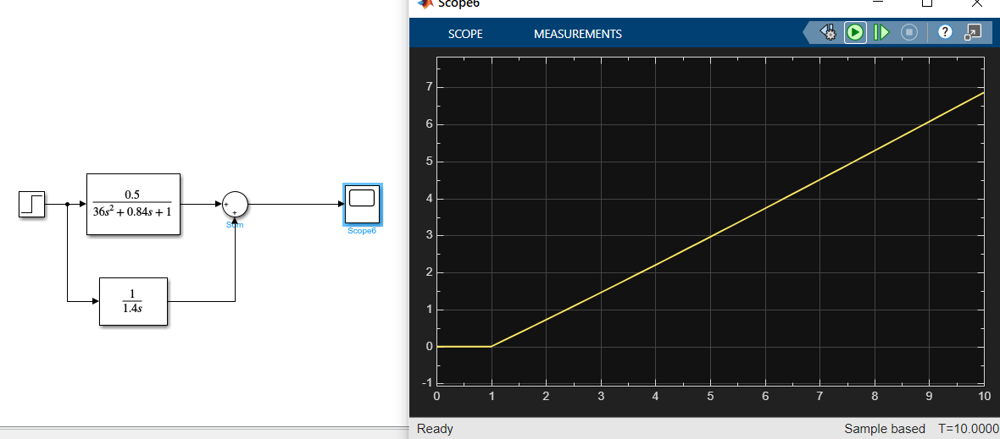 Scope6
SCOPE MEASUREMENTS ?
0.5
36s² + 0.84s + 1
+
+
Sum
Scope6
1
1.4s
7
6
5
4
3
2
1
0
-1
0 1 2 3 4 5 6 7 8 9 10
Ready Sample based T=10.0000